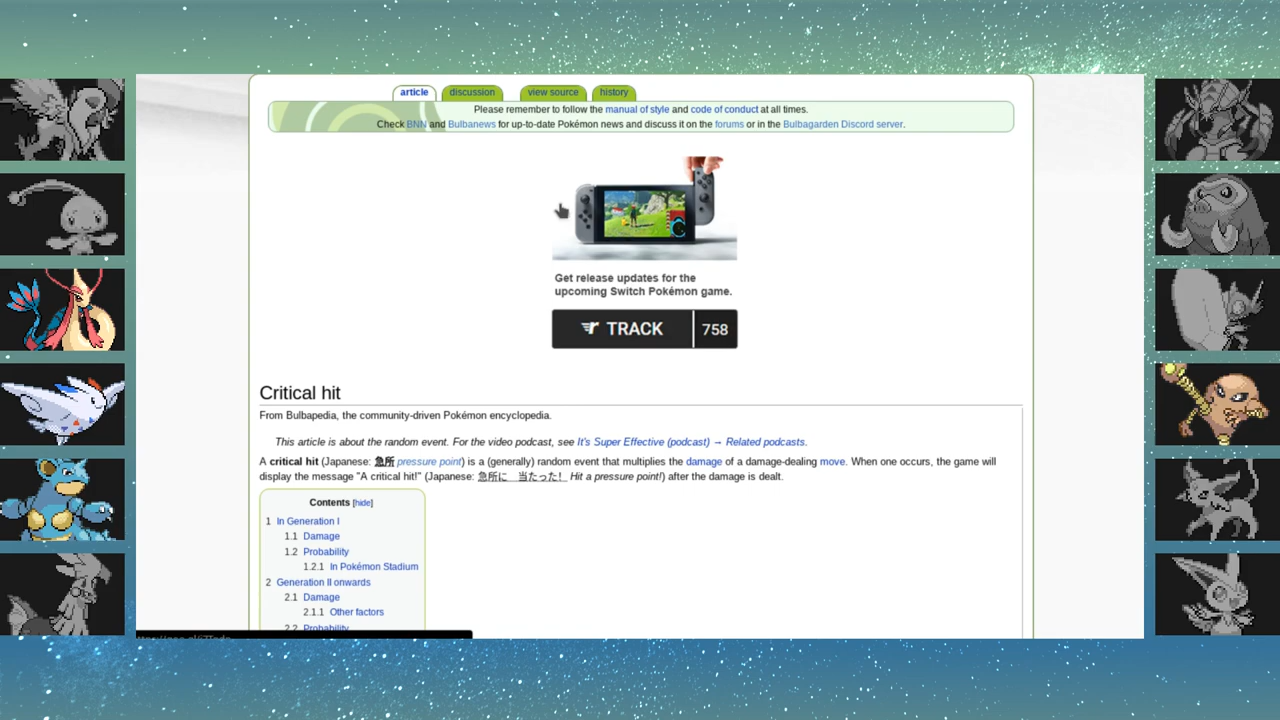 article discussion view source history
Please remember to follow the manual of style and code of conduct at all times.
Check BNN and Bulbanews for up-to-date Pokémon news and discuss it on the forums or in the Bulbagarden Discord server.
Get release updates for the
upcoming Switch Pokémon game.
TRACK 758
Critical hit
From Bulbapedia, the community-driven Pokémon encyclopedia.
This article is about the random event. For the video podcast, see It's Super Effective (podcast) → Related podcasts.
A critical hit (Japanese: 急所 pressure point) is a (generally) random event that multiplies the damage of a damage-dealing move. When one occurs, the game will
display the message "A critical hit!" (Japanese: 急所に　当たった！ Hit a pressure point!) after the damage is dealt.
Contents [hide]
1 In Generation I
1.1 Damage
1.2 Probability
1.2.1 In Pokémon Stadium
2 Generation II onwards
2.1 Damage
2.1.1 Other factors
2.2 Probability